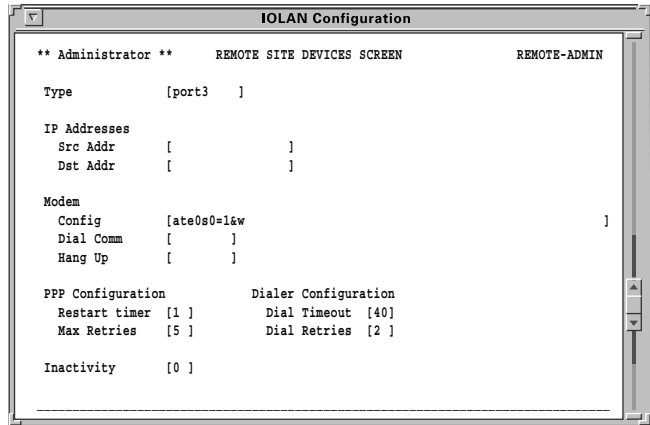 IOLAN Configuration
** Administrator ** REMOTE SITE DEVICES SCREEN REMOTE-ADMIN
Type [port3 ]
IP Addresses
Src Addr [ ]
Dst Addr [ ]
Modem
Config [ate0s0=1&w ]
Dial Comm [ ]
Hang Up [ ]
PPP Configuration Dialer Configuration
Restart timer [1 ] Dial Timeout [40]
Max Retries [5 ] Dial Retries [2 ]
Inactivity [0 ]